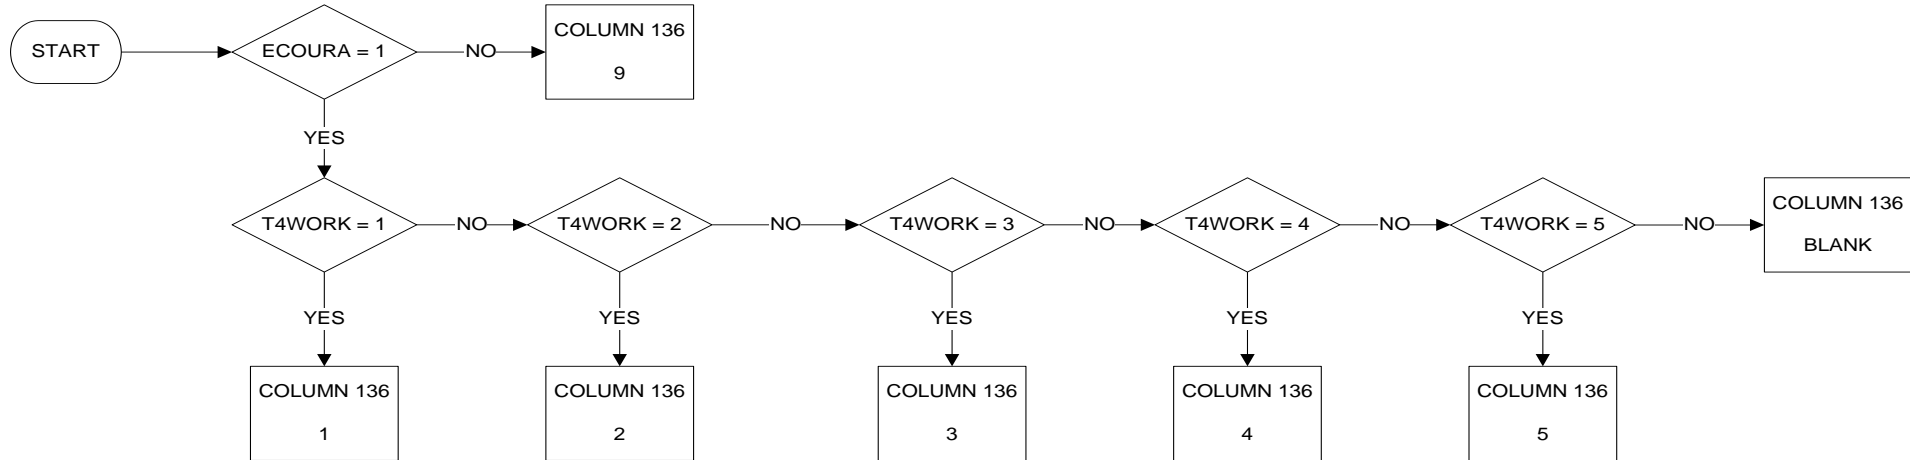 START
ECOURA = 1
NO
COLUMN 136
9
YES
T4WORK = 1
NO
T4WORK = 2
NO
T4WORK = 3
NO
T4WORK = 4
NO
T4WORK = 5
NO
COLUMN 136
BLANK
YES
YES
YES
YES
YES
COLUMN 136
1
COLUMN 136
2
COLUMN 136
3
COLUMN 136
4
COLUMN 136
5